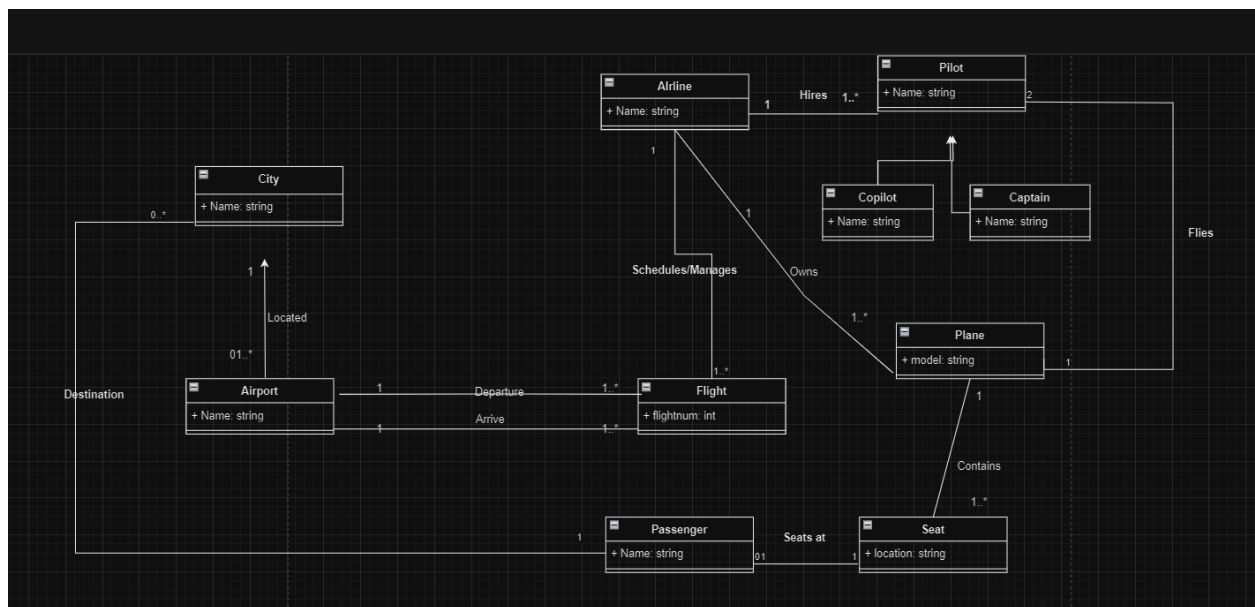 Airline
+ Name: string
1
Hires
1..*
Pilot
+ Name: string
2
1
City
+ Name: string
0..*
Copilot
+ Name: string
Captain
+ Name: string
1
Flies
1
Schedules/Manages
Owns
Located
1..*
Plane
+ model: string
1
01..*
1..*
Destination
Airport
+ Name: string
1
Departure
1..*
Flight
+ flightnum: int
1
Arrive
1..*
1
Contains
1..*
Passenger
+ Name: string
1
Seats at
01
1
Seat
+ location: string